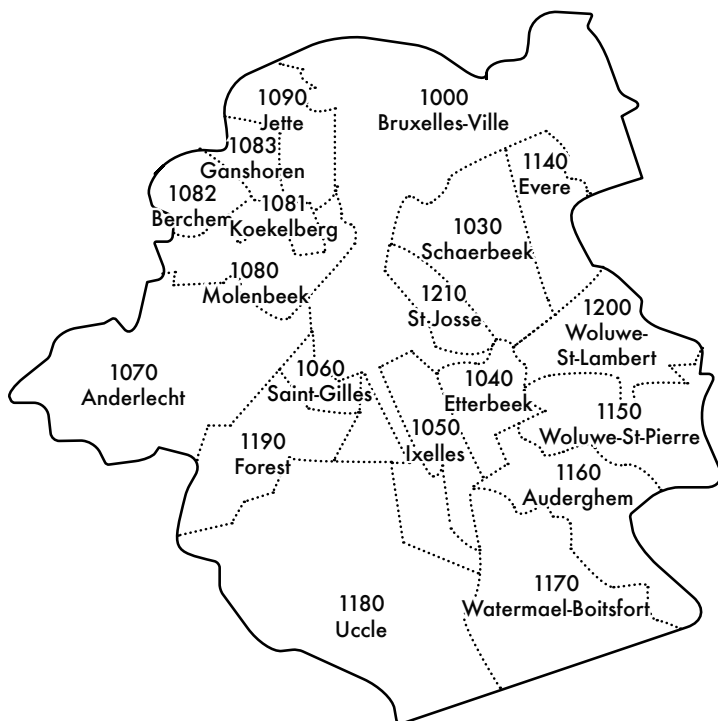 1090
Jette
1000
Bruxelles-Ville
1083
Ganshoren
1140
Evere
1082
Berchem
1081
Koekelberg
1030
Schaerbeek
1080
Molenbeek
1210
St-Josse
1200
Woluwe-
St-Lambert
1070
Anderlecht
1060
Saint-Gilles
1040
Etterbeek
1150
Woluwe-St-Pierre
1190
Forest
1050
Ixelles
1160
Auderghem
1170
Watermael-Boitsfort
1180
Uccle